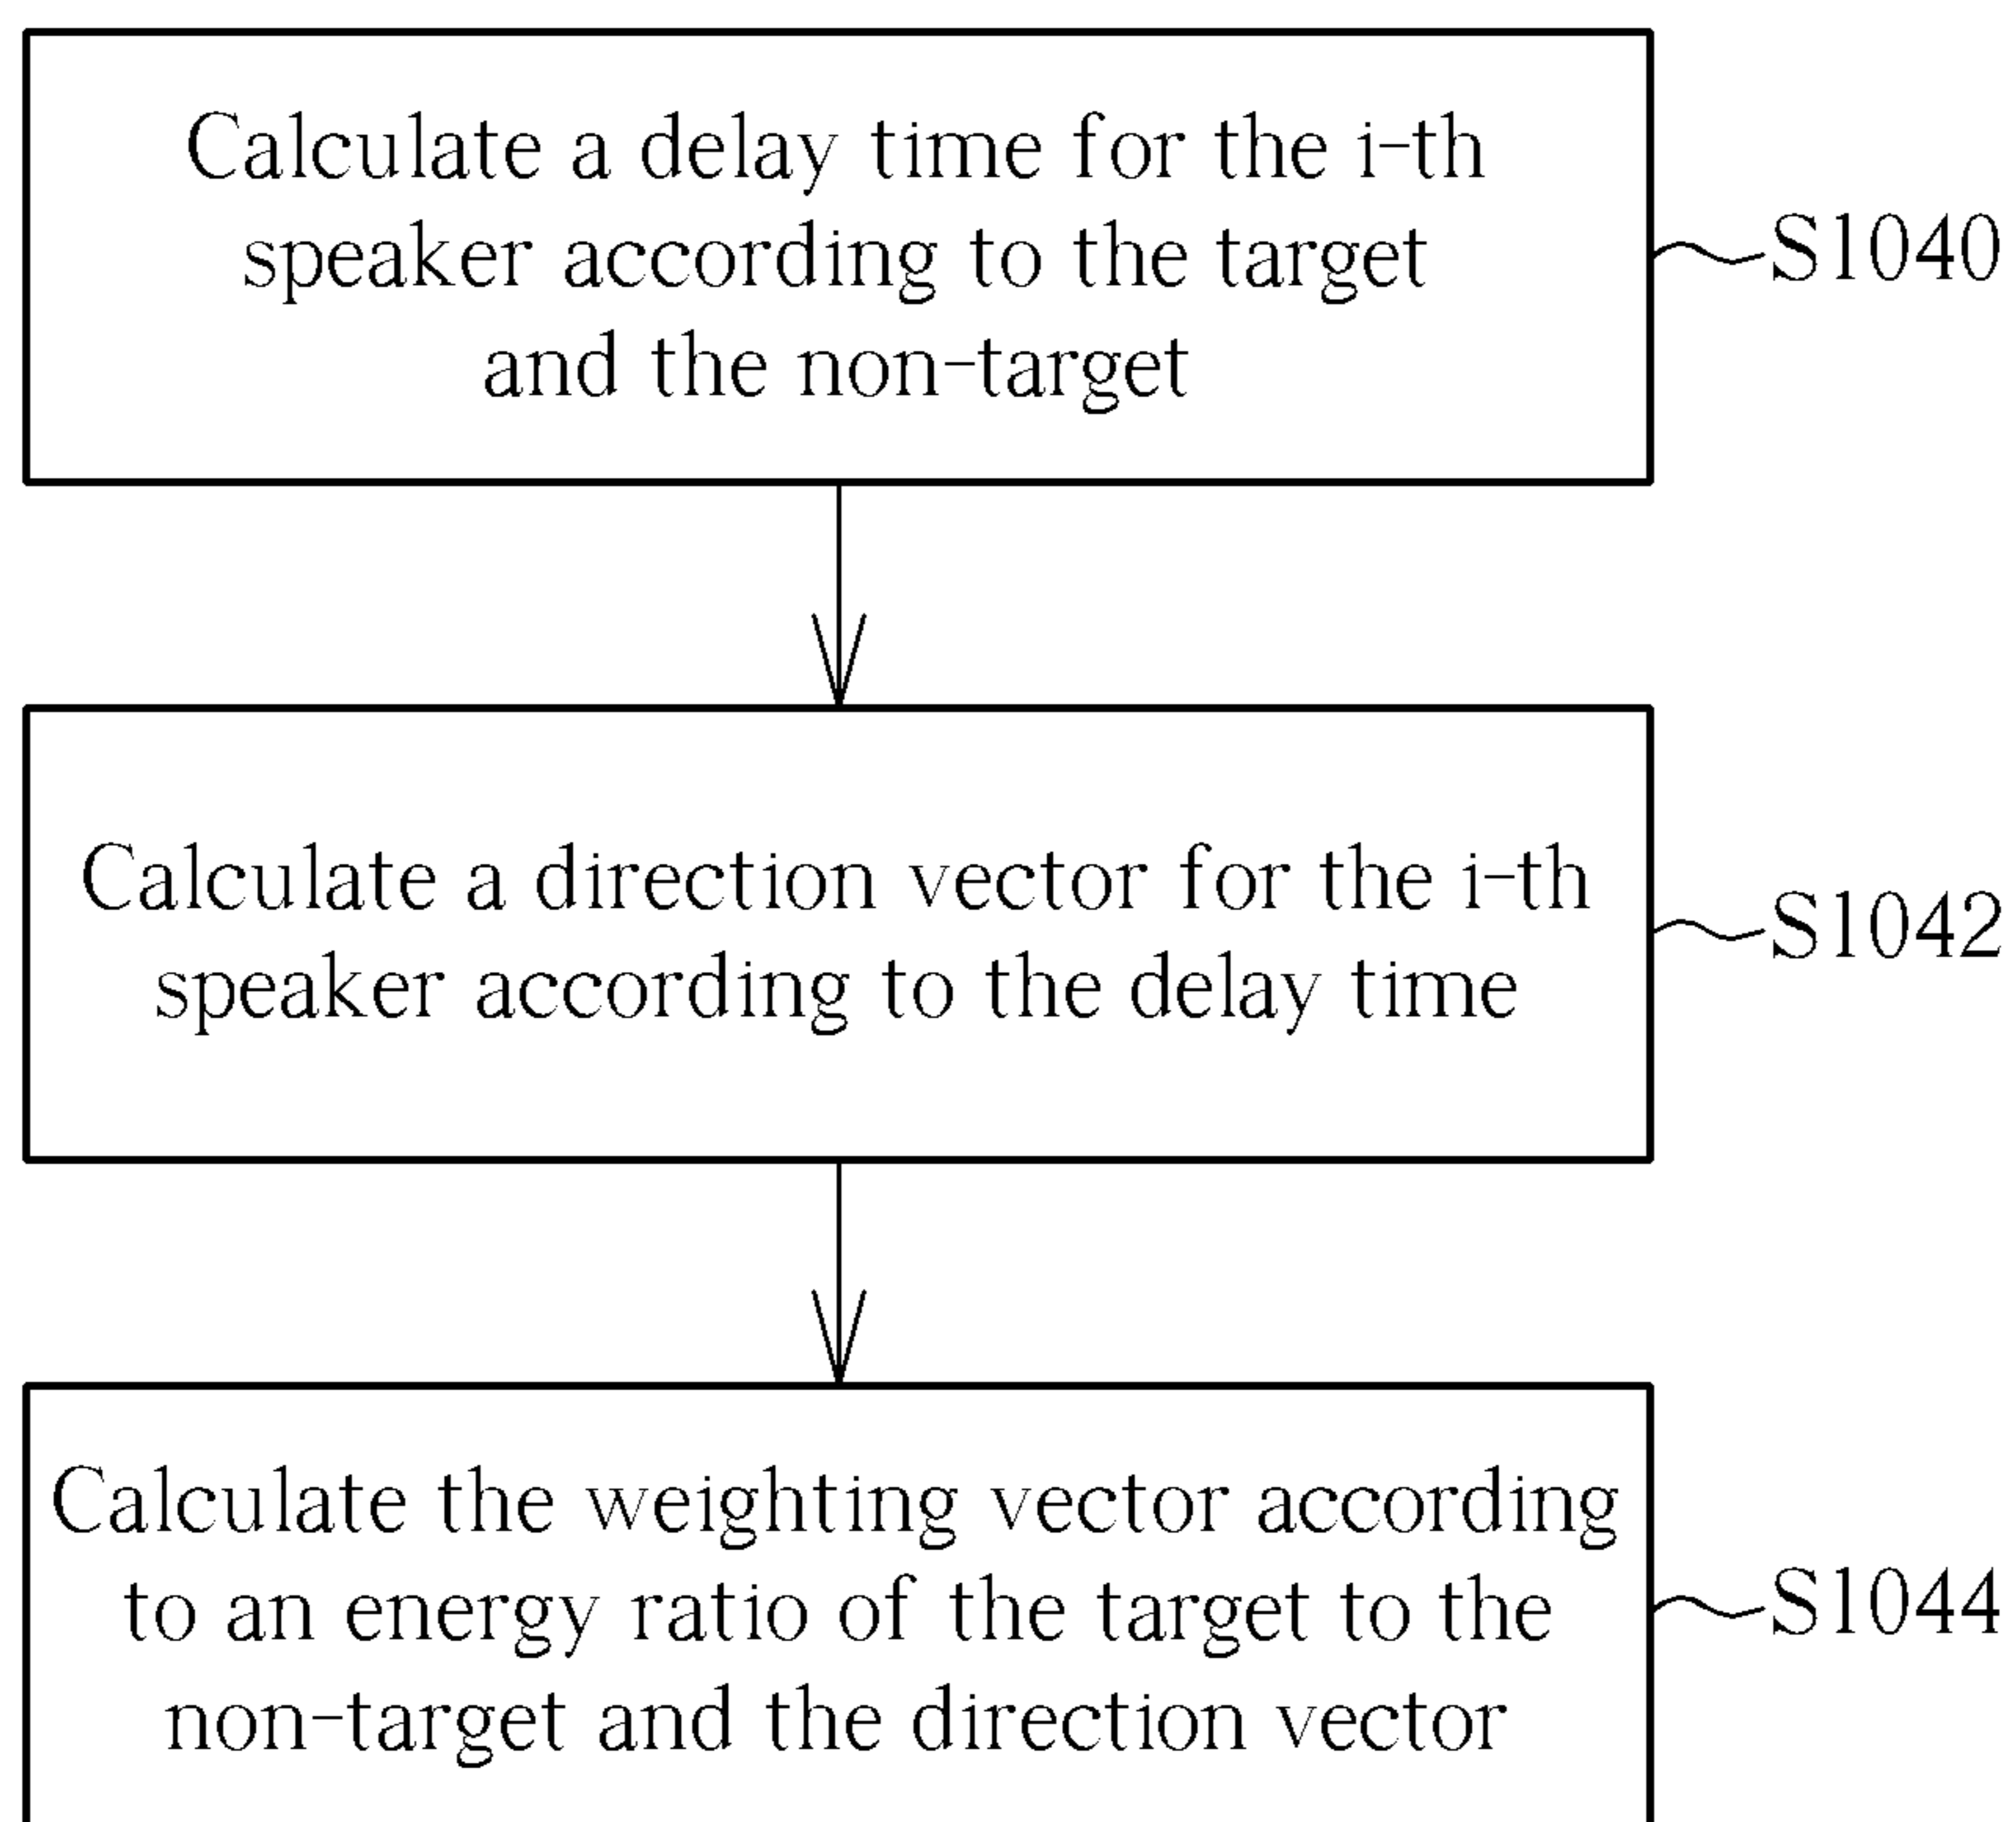 Calculate a delay time for the i-th
speaker according to the target
and the non-target
S1040
Calculate a direction vector for the i-th
speaker according to the delay time
S1042
Calculate the weighting vector according
to an energy ratio of the target to the
non-target and the direction vector
S1044